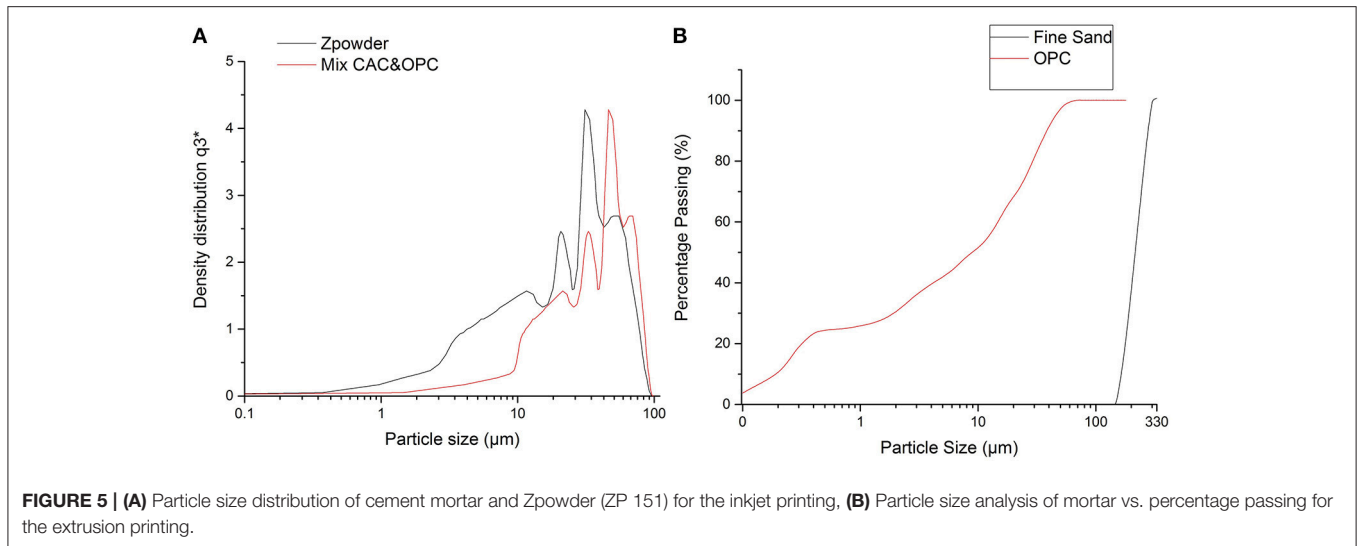 A
Zpowder
Mix CAC&OPC
5
4
3
2
1
0
0.1
1
10
100
Density distribution q3*
Particle size (µm)
B
Fine Sand
OPC
100
80
60
40
20
0
0
1
10
100
330
Percentage Passing (%)
Particle Size (µm)
FIGURE 5 | (A) Particle size distribution of cement mortar and Zpowder (ZP 151) for the inkjet printing, (B) Particle size analysis of mortar vs. percentage passing for
the extrusion printing.